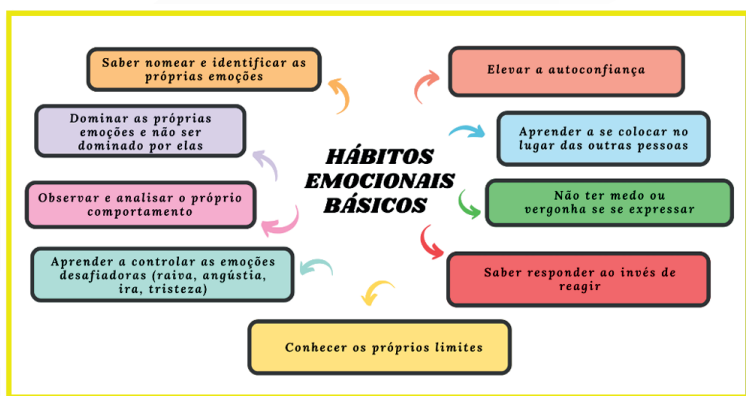 Saber nomear e identificar as
próprias emoções
Elevar a autoconfiança
Dominar as próprias
emoções e não ser
dominado por elas
Aprender a se colocar no
lugar das outras pessoas
HÁBITOS
EMOCIONAIS
BÁSICOS
Observar e analisar o próprio
comportamento
Não ter medo ou
vergonha se se expressar
Aprender a controlar as emoções
desafiadoras (raiva, angústia,
ira, tristeza)
Saber responder ao invés de
reagir
Conhecer os próprios limites